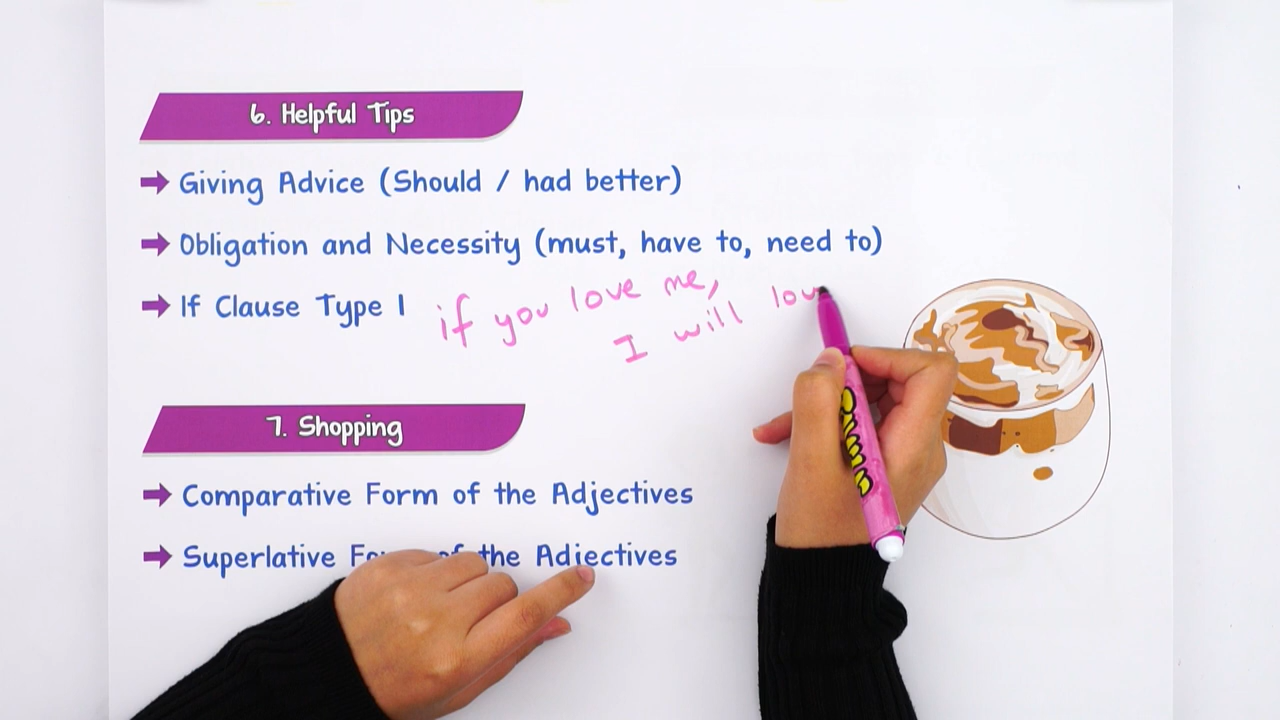 6. Helpful Tips
Giving Advice (Should / had better)
Obligation and Necessity (must, have to, need to)
If Clause Type 1
if you love me,
I will lov
7. Shopping
Comparative Form of the Adjectives
Superlative the Adjectives